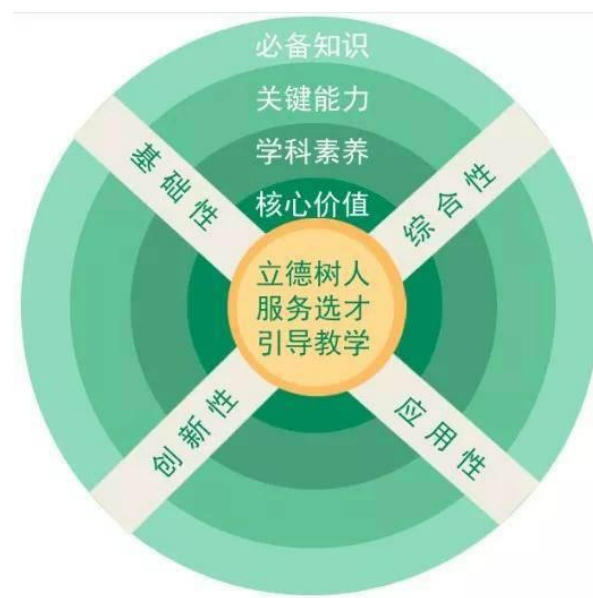 必备知识
关键能力
学科素养
核心价值
基础性
综合性
立德树人
服务选才
引导教学
创新性
应用性